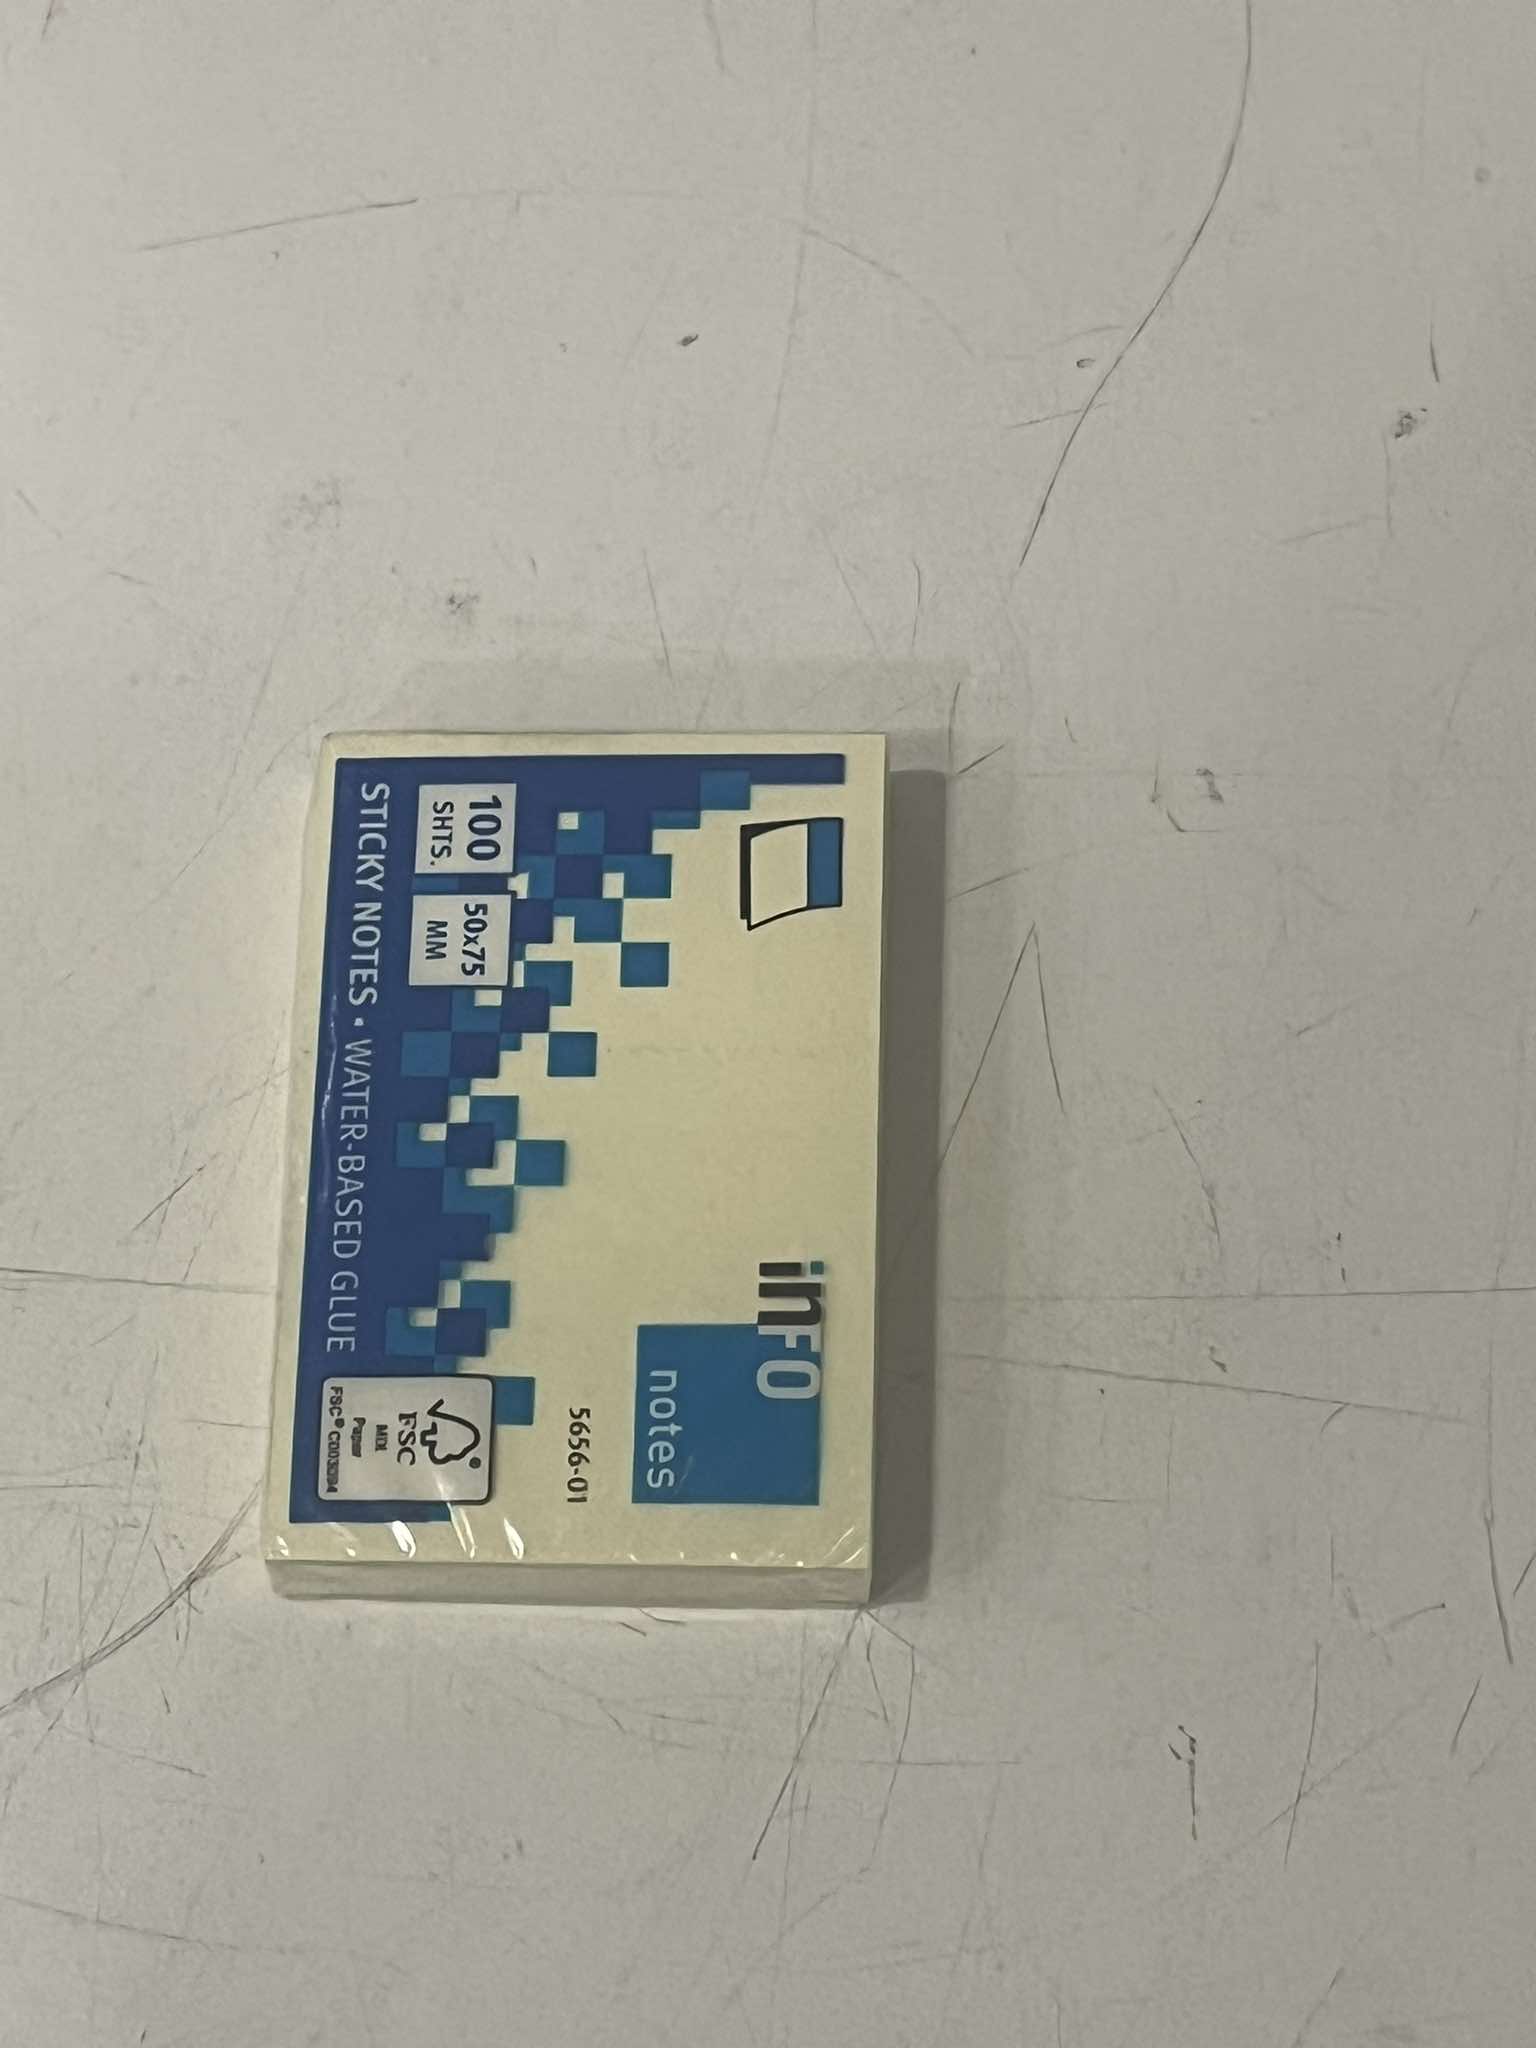 inFO
notes
5656-01
100
SHTS.
50x75
MM
STICKY NOTES • WATER-BASED GLUE
FSC
MIX
Paper